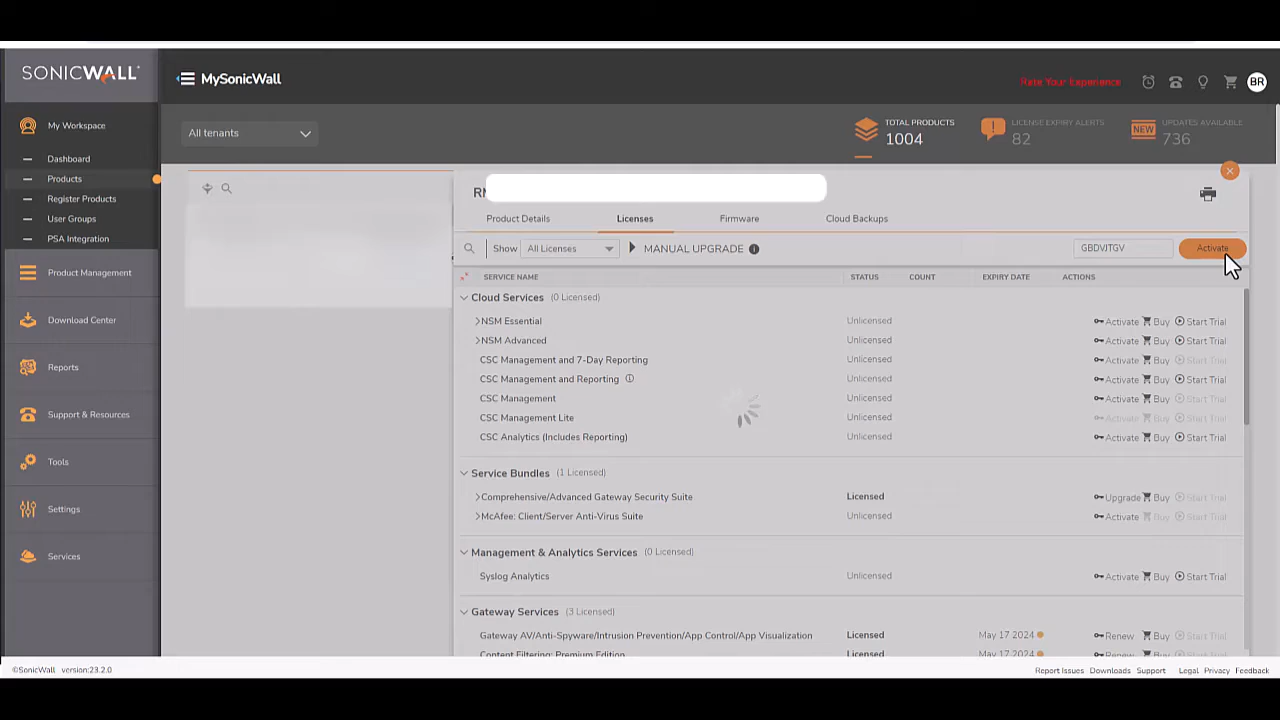 SONICWALL
MySonicWall
Rate Your Experience
BR
My Workspace
Dashboard
Products
Register Products
User Groups
PSA Integration
Product Management
Download Center
Reports
Support & Resources
Tools
Settings
Services
All tenants
TOTAL PRODUCTS
1004
LICENSE EXPIRY ALERTS
82
NEW
UPDATES AVAILABLE
736
Product Details Licenses Firmware Cloud Backups
Show All Licenses MANUAL UPGRADE GBDVJTGV Activate
SERVICE NAME STATUS COUNT EXPIRY DATE ACTIONS
Cloud Services (0 Licensed)
NSM Essential Unlicensed Activate Buy Start Trial
NSM Advanced Unlicensed Activate Buy Start Trial
CSC Management and 7-Day Reporting Unlicensed Activate Buy Start Trial
CSC Management and Reporting Unlicensed Activate Buy Start Trial
CSC Management Unlicensed Activate Buy Start Trial
CSC Management Lite Unlicensed Activate Buy Start Trial
CSC Analytics (Includes Reporting) Unlicensed Activate Buy Start Trial
Service Bundles (1 Licensed)
Comprehensive/Advanced Gateway Security Suite Licensed Upgrade Buy Start Trial
McAfee: Client/Server Anti-Virus Suite Unlicensed Activate Buy Start Trial
Management & Analytics Services (0 Licensed)
Syslog Analytics Unlicensed Activate Buy Start Trial
Gateway Services (3 Licensed)
Gateway AV/Anti-Spyware/Intrusion Prevention/App Control/App Visualization Licensed May 17 2024 Renew Buy Start Trial
Content Filtering: Premium Edition Licensed May 17 2024 Renew Buy Start Trial
©SonicWall version:23.2.0
Report Issues Downloads Support Legal Privacy Feedback